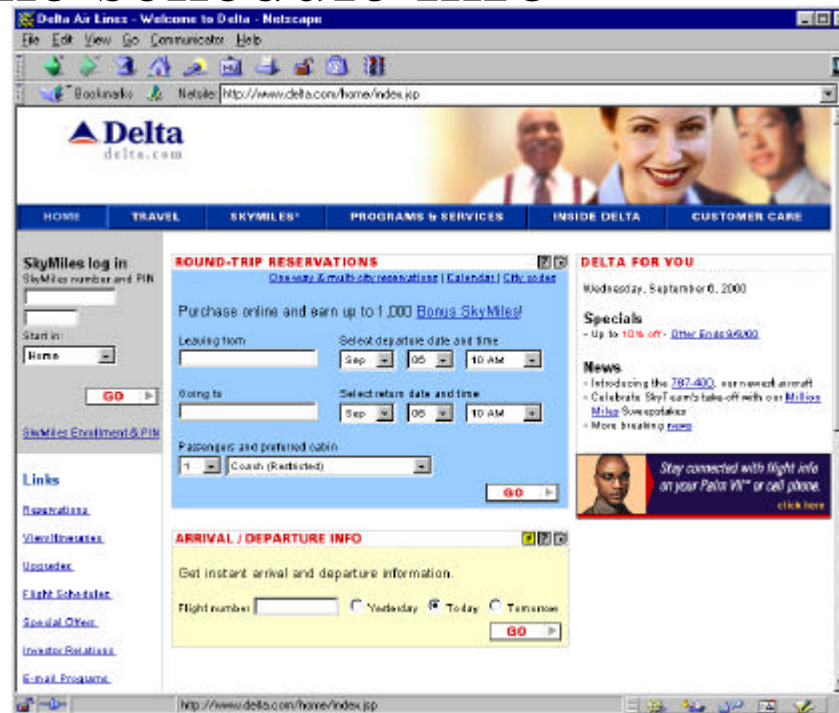 Delta Air Lines - Welcome to Delta - Netscape
File Edit View Go Communicator Help
Bookmarks Netsite: http://www.delta.com/home/index.jsp
Delta
delta.com
HOME TRAVEL SKYMILES® PROGRAMS & SERVICES INSIDE DELTA CUSTOMER CARE
SkyMiles log in
SkyMiles number and PIN
Start in:
Home
GO
SkyMiles Enrollment & PIN
Links
Reservations
View Itineraries
Upgrades
Flight Schedules
Special Offers
Investor Relations
E-mail Programs
ROUND-TRIP RESERVATIONS
One-way & multi-city reservations | Calendar | City codes
Purchase online and earn up to 1,000 Bonus SkyMiles!
Leaving from
Select departure date and time
Sep 06 10 AM
Going to
Select return date and time
Sep 06 10 AM
Passengers and preferred cabin
1 Coach (Restricted)
GO
ARRIVAL / DEPARTURE INFO
Get instant arrival and departure information.
Flight number Yesterday Today Tomorrow
GO
DELTA FOR YOU
Wednesday, September 6, 2000
Specials
- Up to 10% off - Offer Ends 9/6/00
News
- Introducing the 767-400, our newest aircraft
- Celebrate SkyTeam's take-off with our Million
Miles Sweepstakes
- More breaking news
Stay connected with flight info
on your Palm VII™ or cell phone.
click here
http://www.delta.com/home/index.jsp